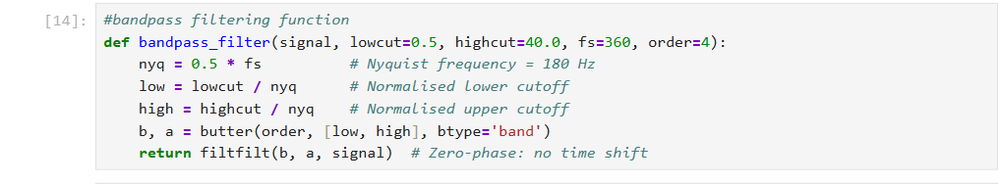 [14]: #bandpass filtering function
def bandpass_filter(signal, lowcut=0.5, highcut=40.0, fs=360, order=4):
    nyq = 0.5 * fs          # Nyquist frequency = 180 Hz
    low = lowcut / nyq      # Normalised lower cutoff
    high = highcut / nyq    # Normalised upper cutoff
    b, a = butter(order, [low, high], btype='band')
    return filtfilt(b, a, signal)  # Zero-phase: no time shift